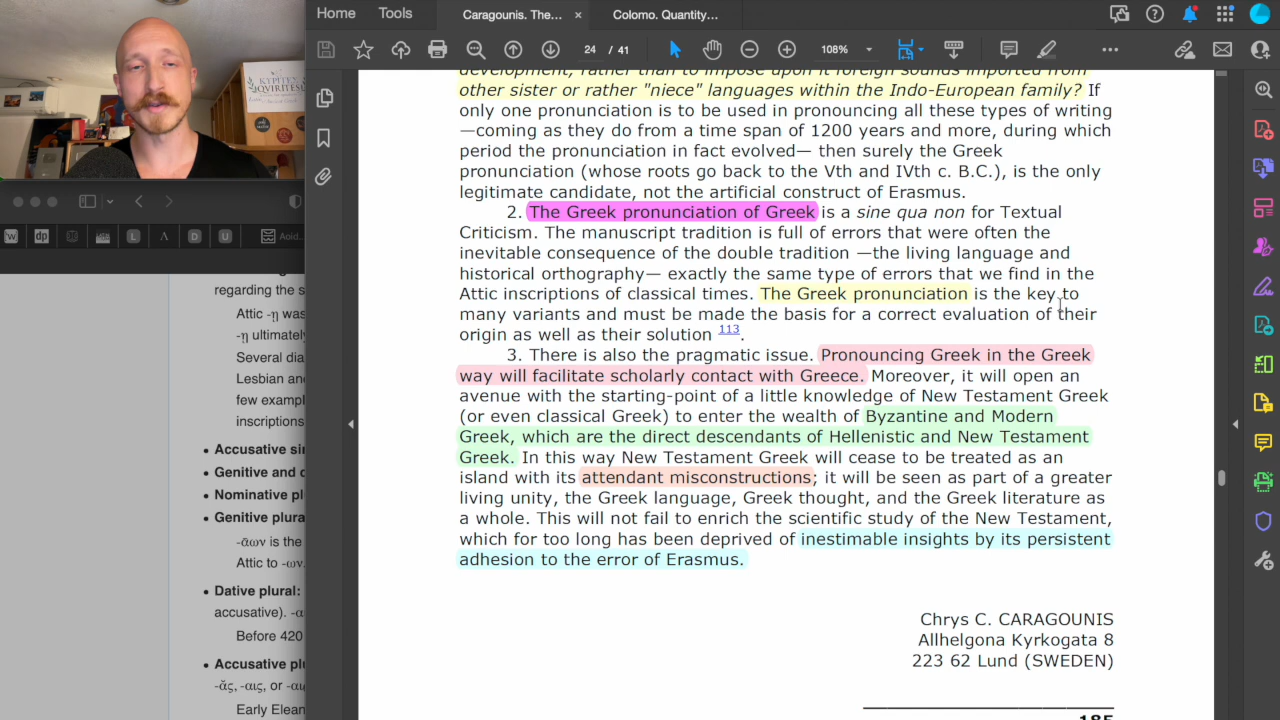 Home
Tools
Caragounis. The... ×
Colomo. Quantity...
24 / 41
108%
development, rather than to impose upon it foreign sounds imported from
other sister or rather "niece" languages within the Indo-European family? If
only one pronunciation is to be used in pronouncing all these types of writing
—coming as they do from a time span of 1200 years and more, during which
period the pronunciation in fact evolved— then surely the Greek
pronunciation (whose roots go back to the Vth and IVth c. B.C.), is the only
legitimate candidate, not the artificial construct of Erasmus.
2. The Greek pronunciation of Greek is a sine qua non for Textual
Criticism. The manuscript tradition is full of errors that were often the
inevitable consequence of the double tradition —the living language and
historical orthography— exactly the same type of errors that we find in the
Attic inscriptions of classical times. The Greek pronunciation is the key to
many variants and must be made the basis for a correct evaluation of their
origin as well as their solution 113.
3. There is also the pragmatic issue. Pronouncing Greek in the Greek
way will facilitate scholarly contact with Greece. Moreover, it will open an
avenue with the starting-point of a little knowledge of New Testament Greek
(or even classical Greek) to enter the wealth of Byzantine and Modern
Greek, which are the direct descendants of Hellenistic and New Testament
Greek. In this way New Testament Greek will cease to be treated as an
island with its attendant misconstructions; it will be seen as part of a greater
living unity, the Greek language, Greek thought, and the Greek literature as
a whole. This will not fail to enrich the scientific study of the New Testament,
which for too long has been deprived of inestimable insights by its persistent
adhesion to the error of Erasmus.
Chrys C. CARAGOUNIS
Allhelgona Kyrkogata 8
223 62 Lund (SWEDEN)
185
ΚΥΡΙΤΕΣ
QVIRITES
W
dp
L
Λ
D
U
Aoid
regarding the s
Attic -ῃ was
-ῃ ultimately
Several dia
Lesbian and
few exampl
inscriptions
• Accusative si
• Genitive and d
• Nominative pl
• Genitive plura
-ᾱων is the
Attic to -ων.
• Dative plural:
accusative). -α
Before 420
• Accusative plu
-ᾰς, -αις, or -αι
Early Elean